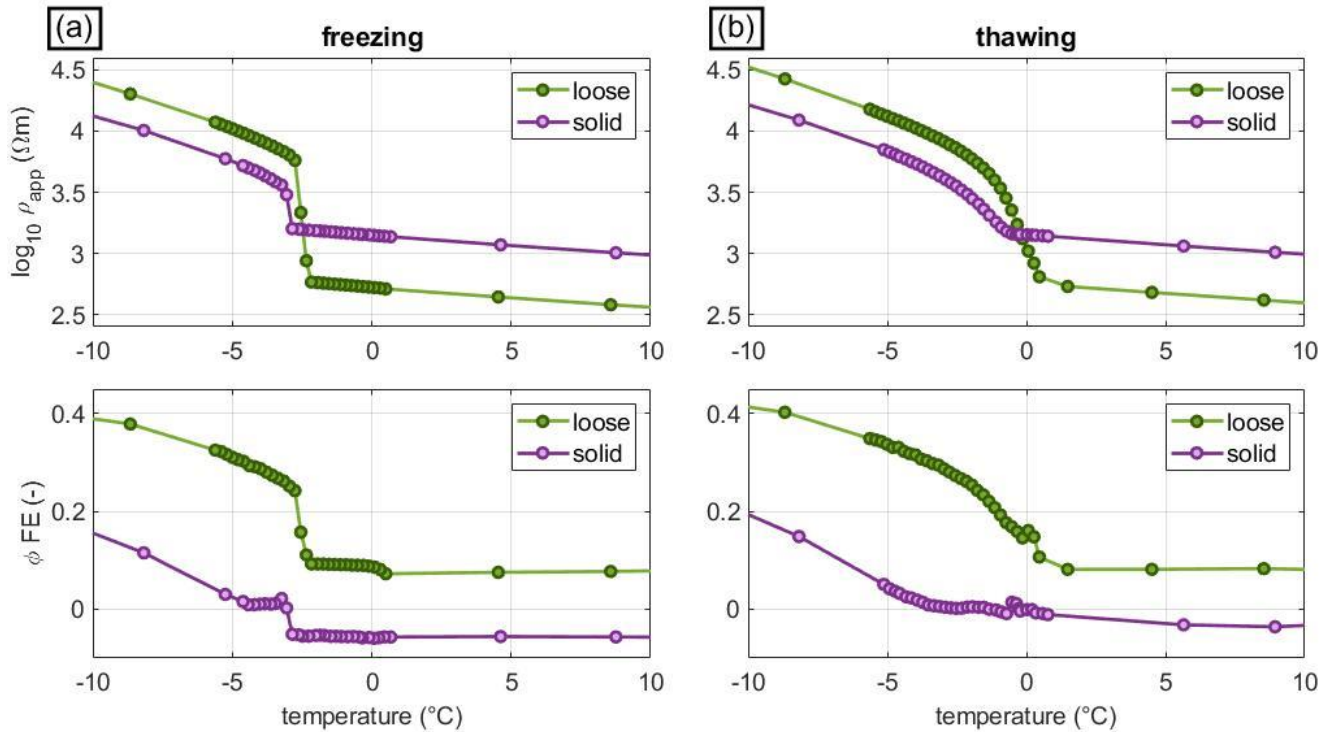 (a)
freezing
4.5
4
3.5
3
2.5
log10 ρapp (Ωm)
loose
solid
-10 -5 0 5 10
(b)
thawing
4.5
4
3.5
3
2.5
loose
solid
-10 -5 0 5 10
0.4
0.2
0
ϕ FE (-)
loose
solid
-10 -5 0 5 10
temperature (°C)
0.4
0.2
0
loose
solid
-10 -5 0 5 10
temperature (°C)